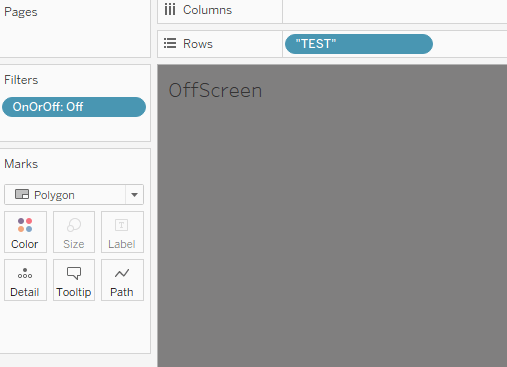 Pages
Columns
Rows
"TEST"
Filters
OnOrOff: Off
OffScreen
Marks
Polygon
Color
Size
Label
Detail
Tooltip
Path